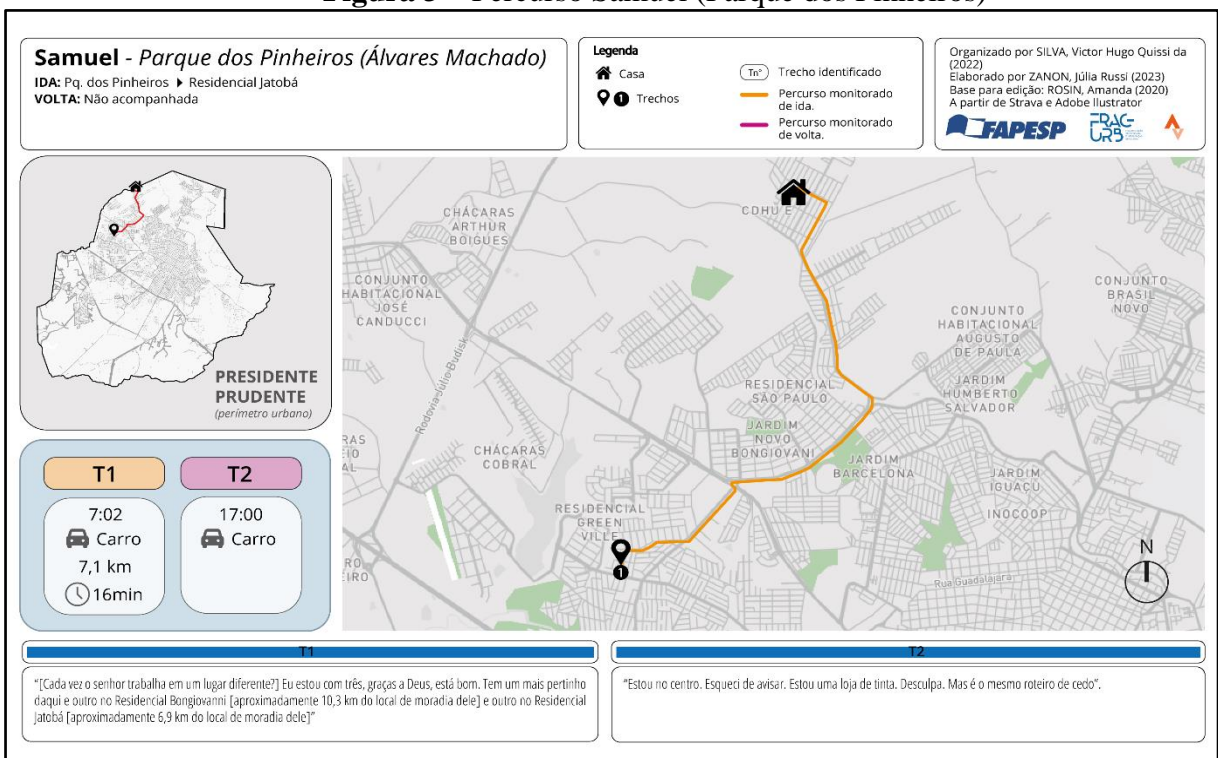 Samuel - Parque dos Pinheiros (Álvares Machado)
IDA: Pq. dos Pinheiros ▸ Residencial Jatobá
VOLTA: Não acompanhada
Legenda
Casa
1 Trechos
Tn° Trecho identificado
Percurso monitorado
de ida.
Percurso monitorado
de volta.
Organizado por SILVA, Victor Hugo Quissi da
(2022)
Elaborado por ZANON, Júlia Russi (2023)
Base para edição: ROSIN, Amanda (2020)
A partir de Strava e Adobe Ilustrator
FAPESP
FRAG-
URB
PRESIDENTE
PRUDENTE
(perímetro urbano)
T1
7:02
Carro
7,1 km
16min
T2
17:00
Carro
CDHU E
CHÁCARAS
ARTHUR
BOIGUES
CONJUNTO
HABITACIONAL
JOSÉ
CANDUCCI
CONJUNTO
BRASIL
NOVO
CONJUNTO
HABITACIONAL
AUGUSTO
DE PAULA
Rodovia Júlio Budisk
RESIDENCIAL
SÃO PAULO
JARDIM
HUMBERTO
SALVADOR
JARDIM
NOVO
BONGIOVANI
CHÁCARAS
COBRAL
JARDIM
BARCELONA
JARDIM
IGUAÇU
INOCOOP
RESIDENCIAL
GREEN
VILLE
1
Rua Guadalajara
N
T1
"[Cada vez o senhor trabalha em um lugar diferente?] Eu estou com três, graças a Deus, está bom. Tem um mais pertinho
daqui e outro no Residencial Bongiovanni [aproximadamente 10,3 km do local de moradia dele] e outro no Residencial
Jatobá [aproximadamente 6,9 km do local de moradia dele]"
T2
"Estou no centro. Esqueci de avisar. Estou uma loja de tinta. Desculpa. Mas é o mesmo roteiro de cedo".